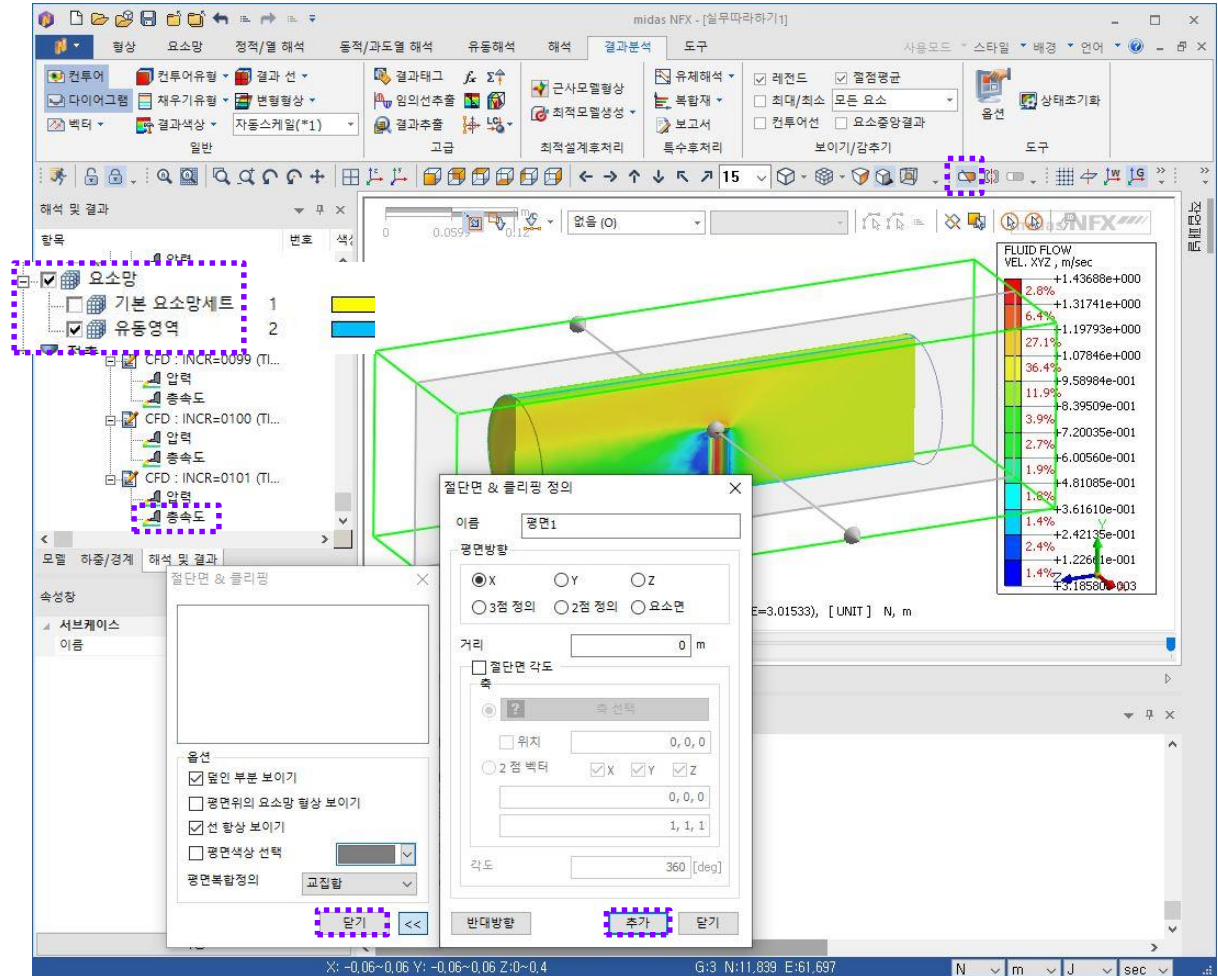 midas NFX - [실무따라하기1]
형상 요소망 정적/열 해석 동적/과도열 해석 유동해석 해석 결과분석 도구
사용모드 스타일 배경 언어
컨투어 컨투어유형 결과 선
다이어그램 채우기유형 변형형상
벡터 결과색상 자동스케일(*1)
일반
결과태그
임의선추출
결과추출
고급
근사모델형상
최적모델생성
최적설계후처리
유체해석
복합재
보고서
특수후처리
레전드 절점평균
최대/최소 모든 요소
컨투어선 요소중앙결과
보이기/감추기
옵션 상태초기화
도구
15
해석 및 결과
항목 번호 색
압력
요소망
기본 요소망세트 1
유동영역 2
CFD : INCR=0099 (TI...
압력
총속도
CFD : INCR=0100 (TI...
압력
총속도
CFD : INCR=0101 (TI...
압력
총속도
모델 하중/경계 해석 및 결과
속성창
서브케이스
이름
작업패널
0 0.0599 0.12
없음 (O)
midas NFX
FLUID FLOW
VEL. XYZ , m/sec
+1.43688e+000
2.8%
+1.31741e+000
6.4%
+1.19793e+000
27.1%
+1.07846e+000
36.4%
+9.58984e-001
11.9%
+8.39509e-001
3.9%
+7.20035e-001
2.7%
+6.00560e-001
1.9%
+4.81085e-001
1.8%
+3.61610e-001
1.4%
+2.42135e-001
2.4%
+1.22661e-001
1.4%
+3.18580e-003
Y
Z
X
E=3.01533), [ UNIT ] N, m
절단면 & 클리핑
옵션
덮인 부분 보이기
평면위의 요소망 형상 보이기
선 항상 보이기
평면색상 선택
평면복합정의 교집합
닫기 <<
절단면 & 클리핑 정의
이름 평면1
평면방향
X Y Z
3점 정의 2점 정의 요소면
거리 0 m
절단면 각도
축
? 축 선택
위치 0, 0, 0
2 점 벡터 X Y Z
0, 0, 0
1, 1, 1
각도 360 [deg]
반대방향 추가 닫기
X: -0,06~0,06 Y: -0,06~0,06 Z:0~0,4 G:3 N:11,839 E:61,697 N m J sec